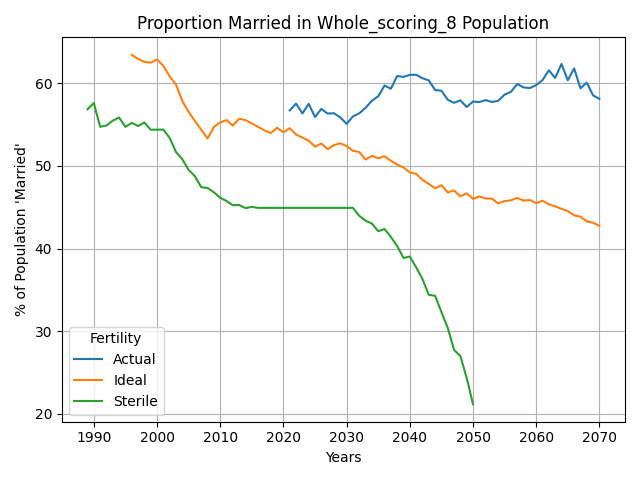 Proportion Married in Whole_scoring_8 Population
% of Population 'Married'
60
50
40
30
20
Fertility
Actual
Ideal
Sterile
1990 2000 2010 2020 2030 2040 2050 2060 2070
Years